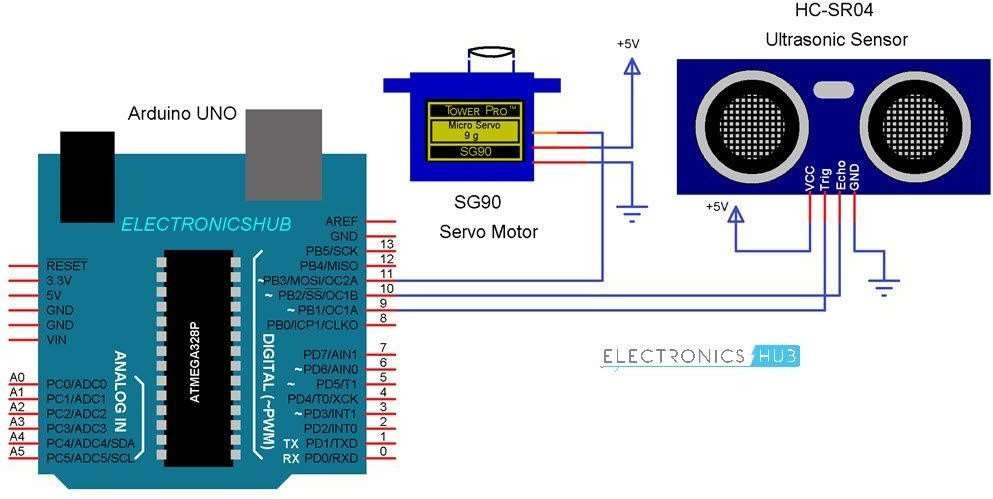 HC-SR04
Ultrasonic Sensor
+5V
VCC
Trig
Echo
GND
+5V
TOWER PRO™
Micro Servo
9 g
SG90
SG90
Servo Motor
Arduino UNO
ELECTRONICSHUB
RESET
3.3V
5V
GND
GND
VIN
A0 PC0/ADC0
A1 PC1/ADC1
A2 PC2/ADC2
A3 PC3/ADC3
A4 PC4/ADC4/SDA
A5 PC5/ADC5/SCL
ANALOG IN
ATMEGA328P
DIGITAL (~PWM)
AREF
GND
PB5/SCK 13
PB4/MISO 12
~PB3/MOSI/OC2A 11
~ PB2/SS/OC1B 10
~ PB1/OC1A 9
PB0/ICP1/CLKO 8
PD7/AIN1 7
~ PD6/AIN0 6
~ PD5/T1 5
PD4/T0/XCK 4
~ PD3/INT1 3
PD2/INT0 2
TX PD1/TXD 1
RX PD0/RXD 0
ELECTRONICS HUB